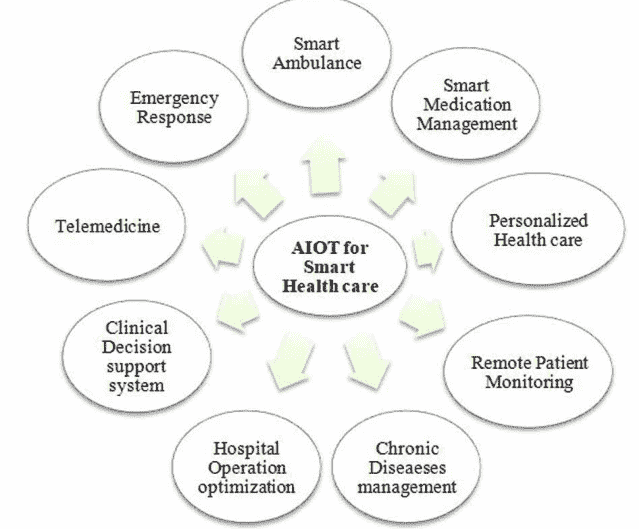 Smart
Ambulance
Smart
Medication
Management
Personalized
Health care
Remote Patient
Monitoring
Chronic
Diseaeses
management
Hospital
Operation
optimization
Clinical
Decision
support
system
Telemedicine
Emergency
Response
AIOT for
Smart
Health care